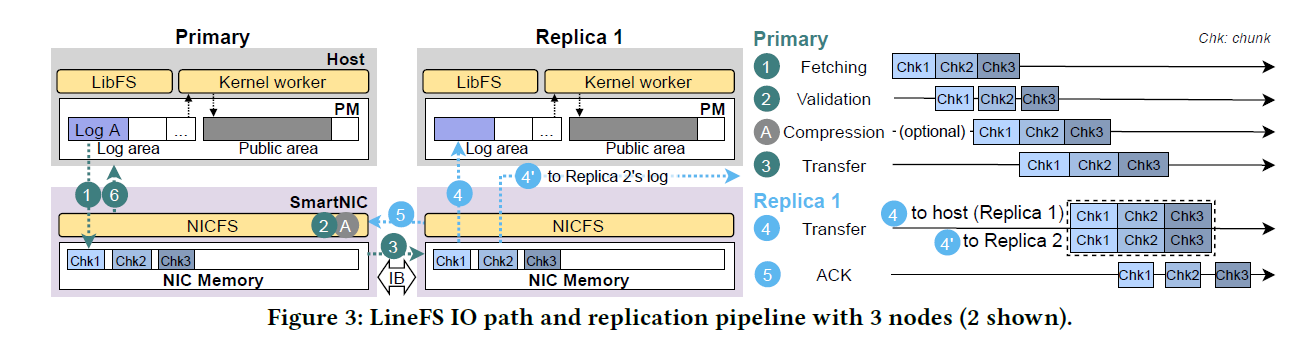 Primary
Host
LibFS
Kernel worker
PM
Log A
...
Log area
Public area
1
6
SmartNIC
NICFS
2
A
Chk1
Chk2
Chk3
NIC Memory
5
3
IB
Replica 1
LibFS
Kernel worker
PM
...
Log area
Public area
4
4' to Replica 2's log
NICFS
Chk1
Chk2
Chk3
NIC Memory
Primary
Chk: chunk
1 Fetching Chk1 Chk2 Chk3
2 Validation Chk1 Chk2 Chk3
A Compression (optional) Chk1 Chk2 Chk3
3 Transfer Chk1 Chk2 Chk3
Replica 1
4 Transfer
4 to host (Replica 1) Chk1 Chk2 Chk3
4' to Replica 2 Chk1 Chk2 Chk3
5 ACK Chk1 Chk2 Chk3
Figure 3: LineFS IO path and replication pipeline with 3 nodes (2 shown).